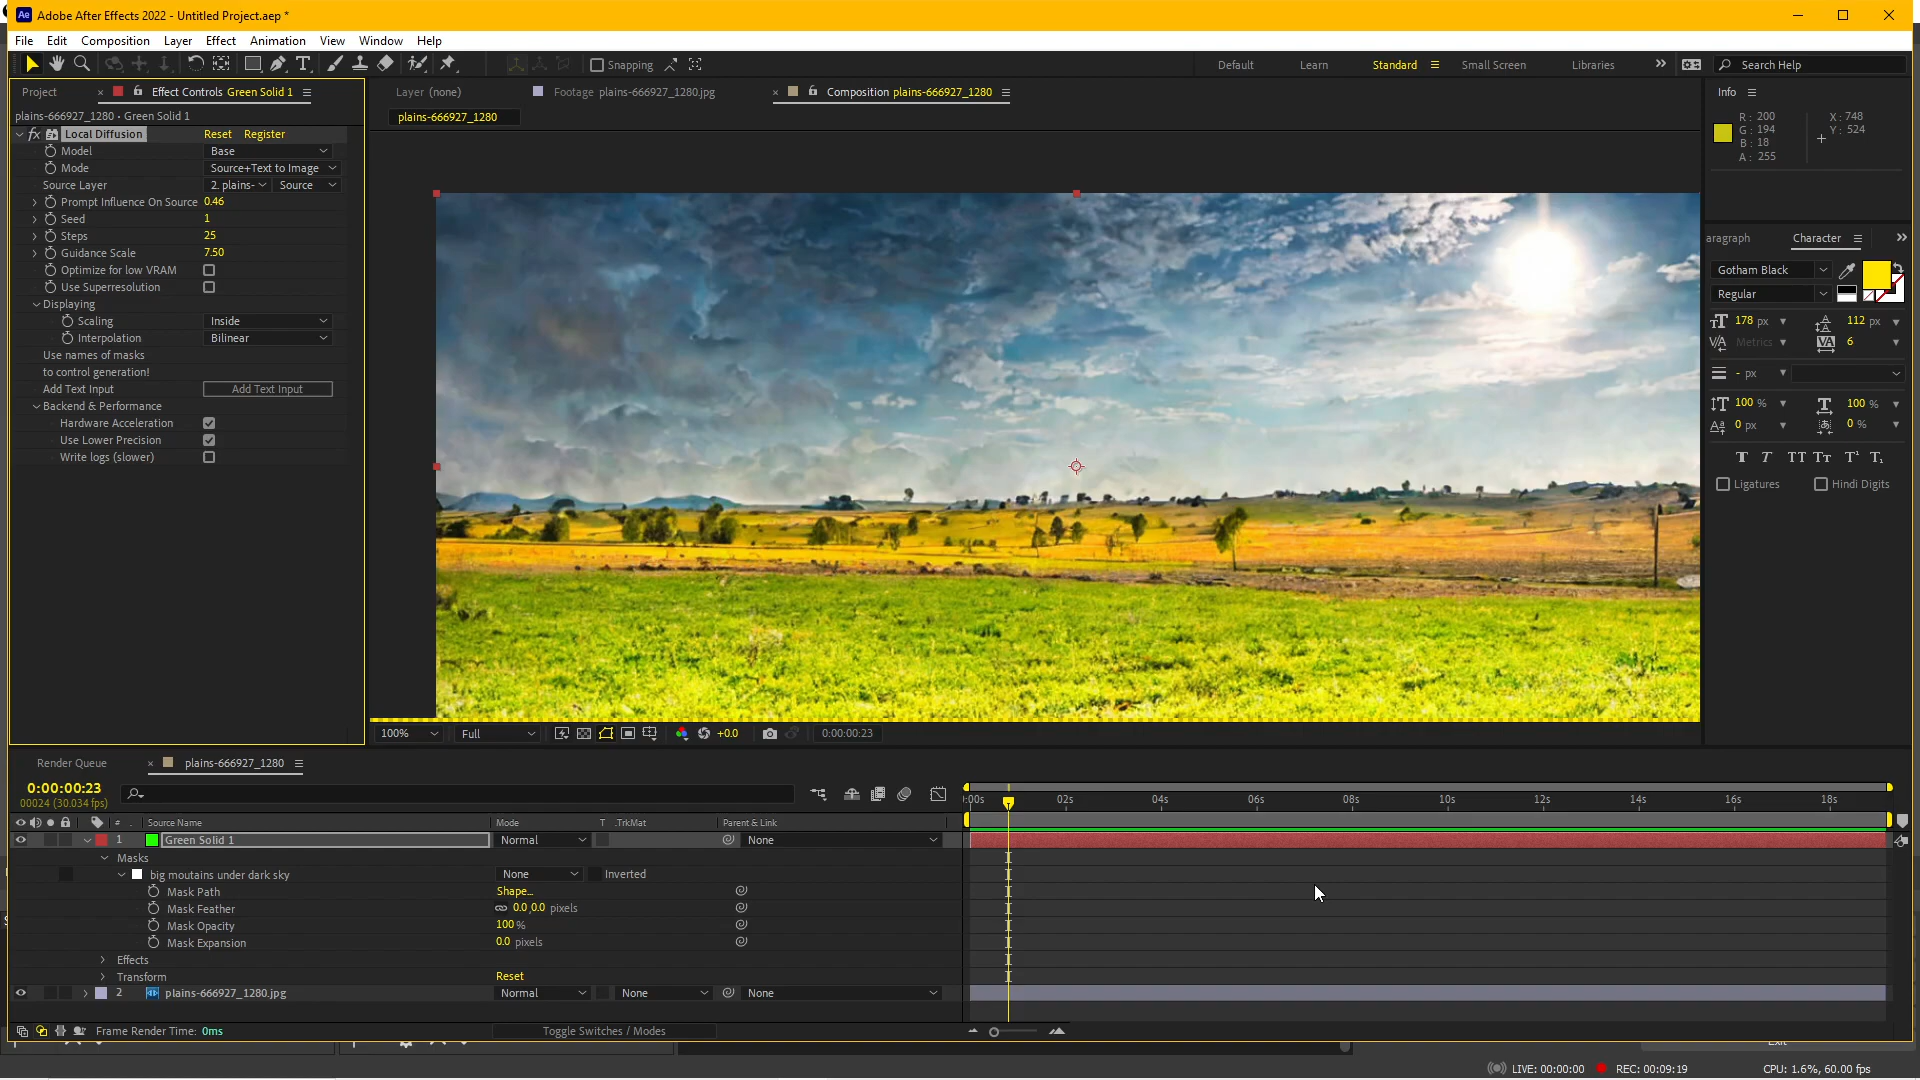 Adobe After Effects 2022 - Untitled Project.aep *
File Edit Composition Layer Effect Animation View Window Help
Snapping Default Learn Standard Small Screen Libraries Search Help
Project Effect Controls Green Solid 1
plains-666927_1280 • Green Solid 1
Local Diffusion Reset Register
Model Base
Mode Source+Text to Image
Source Layer 2. plains- Source
Prompt Influence On Source 0.46
Seed 1
Steps 25
Guidance Scale 7.50
Optimize for low VRAM
Use Superresolution
Displaying
Scaling Inside
Interpolation Bilinear
Use names of masks
to control generation!
Add Text Input Add Text Input
Backend & Performance
Hardware Acceleration
Use Lower Precision
Write logs (slower)
Layer (none) Footage plains-666927_1280.jpg Composition plains-666927_1280
plains-666927_1280
100% Full +0.0 0:00:00:23
Info
R: 200 X: 748
G: 194 Y: 524
B: 18
A: 255
aragraph Character
Gotham Black
Regular
178 px 112 px
Metrics 6
- px
100 % 100 %
0 px 0 %
Ligatures Hindi Digits
Render Queue plains-666927_1280
0:00:00:23
00024 (30.034 fps)
:00s 02s 04s 06s 08s 10s 12s 14s 16s 18s
# Source Name Mode T .TrkMat Parent & Link
1 Green Solid 1 Normal None
Masks
big moutains under dark sky None Inverted
Mask Path Shape...
Mask Feather 0.0,0.0 pixels
Mask Opacity 100 %
Mask Expansion 0.0 pixels
Effects
Transform Reset
2 plains-666927_1280.jpg Normal None None
Frame Render Time: 0ms Toggle Switches / Modes
LIVE: 00:00:00 REC: 00:09:19 CPU: 1.6%, 60.00 fps